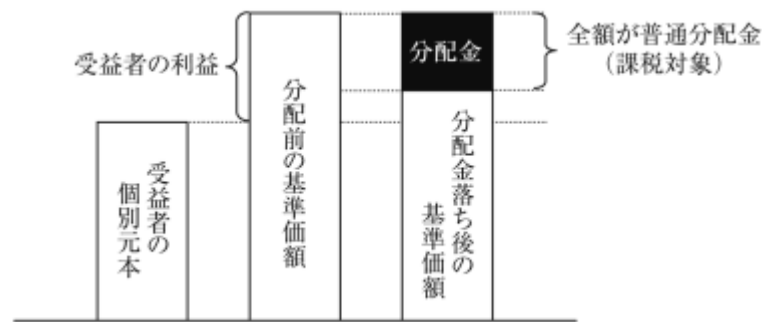 受益者の利益
分配金
全額が普通分配金
(課税対象)
受益者の
個別元本
分配前の基準価額
分配金落ち後の
基準価額